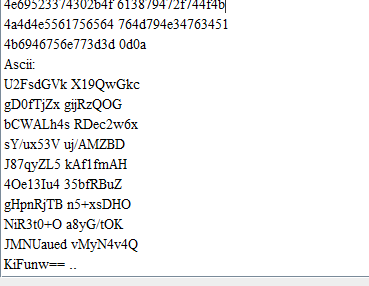 4e69523374302b4f 613879472f744f4b
4a4d4e5561756564 764d794e34763451
4b6946756e773d3d 0d0a
Ascii:
U2FsdGVk X19QwGkc
gD0fTjZx gijRzQOG
bCWALh4s RDec2w6x
sY/ux53V uj/AMZBD
J87qyZL5 kAf1fmAH
4Oe13Iu4 35bfRBuZ
gHpnRjTB n5+xsDHO
NiR3t0+O a8yG/tOK
JMNUaued vMyN4v4Q
KiFunw== ..